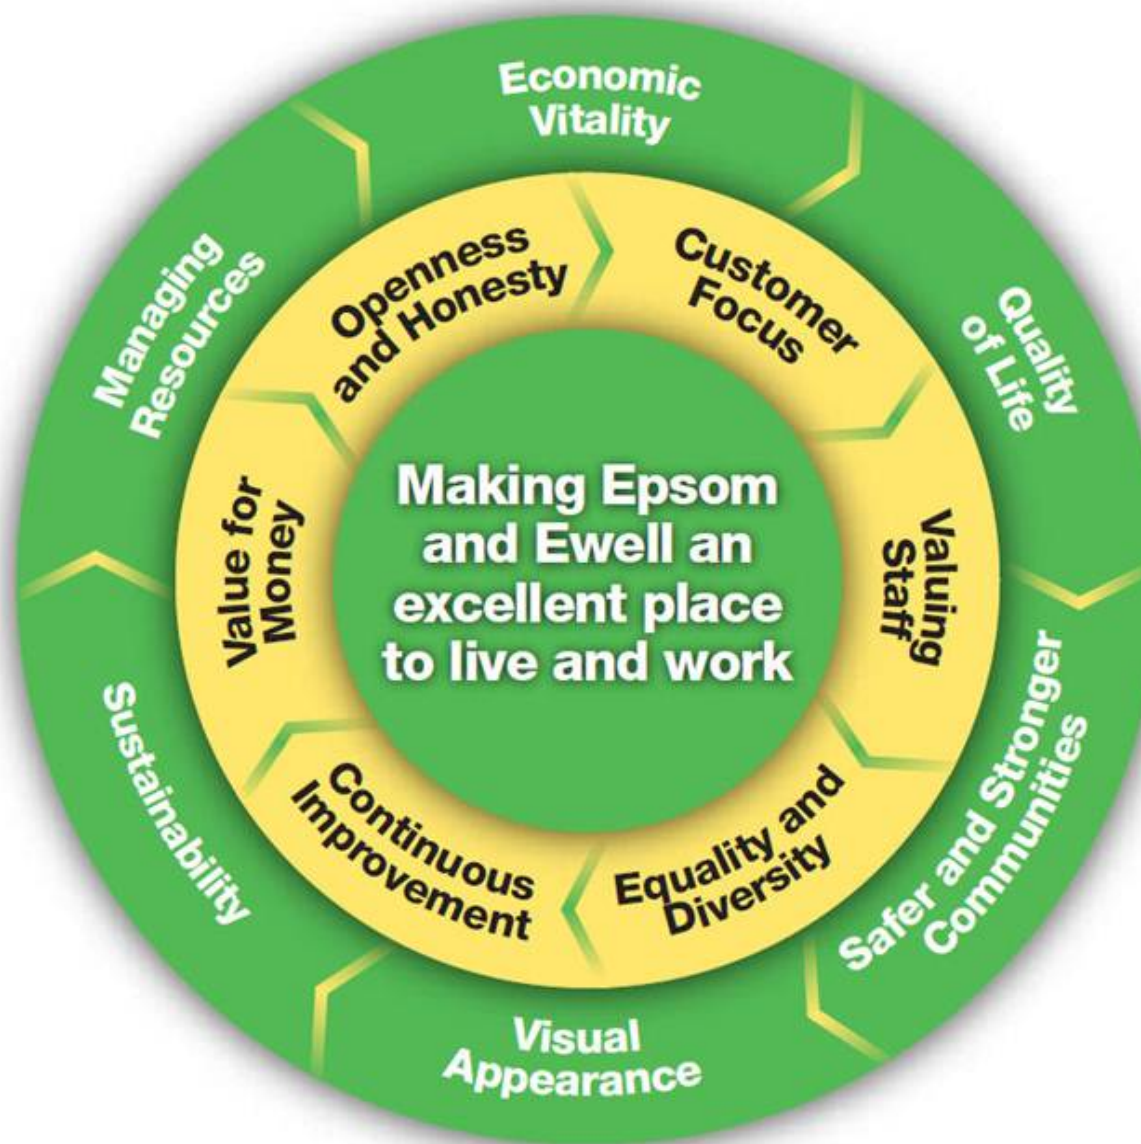 Economic
Vitality
Quality
of Life
Safer and Stronger
Communities
Visual
Appearance
Sustainability
Managing
Resources
Openness
and Honesty
Customer
Focus
Valuing
Staff
Equality and
Diversity
Continuous
Improvement
Value for
Money
Making Epsom
and Ewell an
excellent place
to live and work